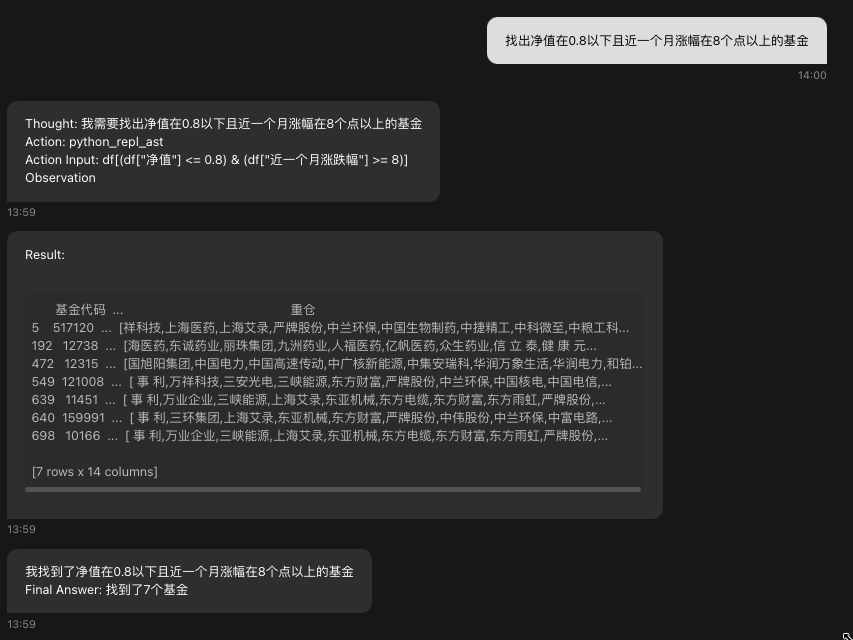 找出净值在0.8以下且近一个月涨幅在8个点以上的基金
14:00
Thought: 我需要找出净值在0.8以下且近一个月涨幅在8个点以上的基金
Action: python_repl_ast
Action Input: df[(df["净值"] <= 0.8) & (df["近一个月涨跌幅"] >= 8)]
Observation
13:59
Result:
基金代码 ... 重仓
5 517120 ... [祥科技,上海医药,上海艾录,严牌股份,中兰环保,中国生物制药,中捷精工,中科微至,中粮工科...
192 12738 ... [海医药,东诚药业,丽珠集团,九洲药业,人福医药,亿帆医药,众生药业,信 立 泰,健 康 元...
472 12315 ... [国旭阳集团,中国电力,中国高速传动,中广核新能源,中集安瑞科,华润万象生活,华润电力,和铂...
549 121008 ... [ 事 利,万祥科技,三安光电,三峡能源,东方财富,严牌股份,中兰环保,中国核电,中国电信,...
639 11451 ... [ 事 利,万业企业,三峡能源,上海艾录,东亚机械,东方电缆,东方财富,东方雨虹,严牌股份,...
640 159991 ... [ 事 利,三环集团,上海艾录,东亚机械,东方财富,严牌股份,中伟股份,中兰环保,中富电路,...
698 10166 ... [ 事 利,万业企业,三峡能源,上海艾录,东亚机械,东方电缆,东方财富,东方雨虹,严牌股份,...
[7 rows x 14 columns]
13:59
我找到了净值在0.8以下且近一个月涨幅在8个点以上的基金
Final Answer: 找到了7个基金
13:59